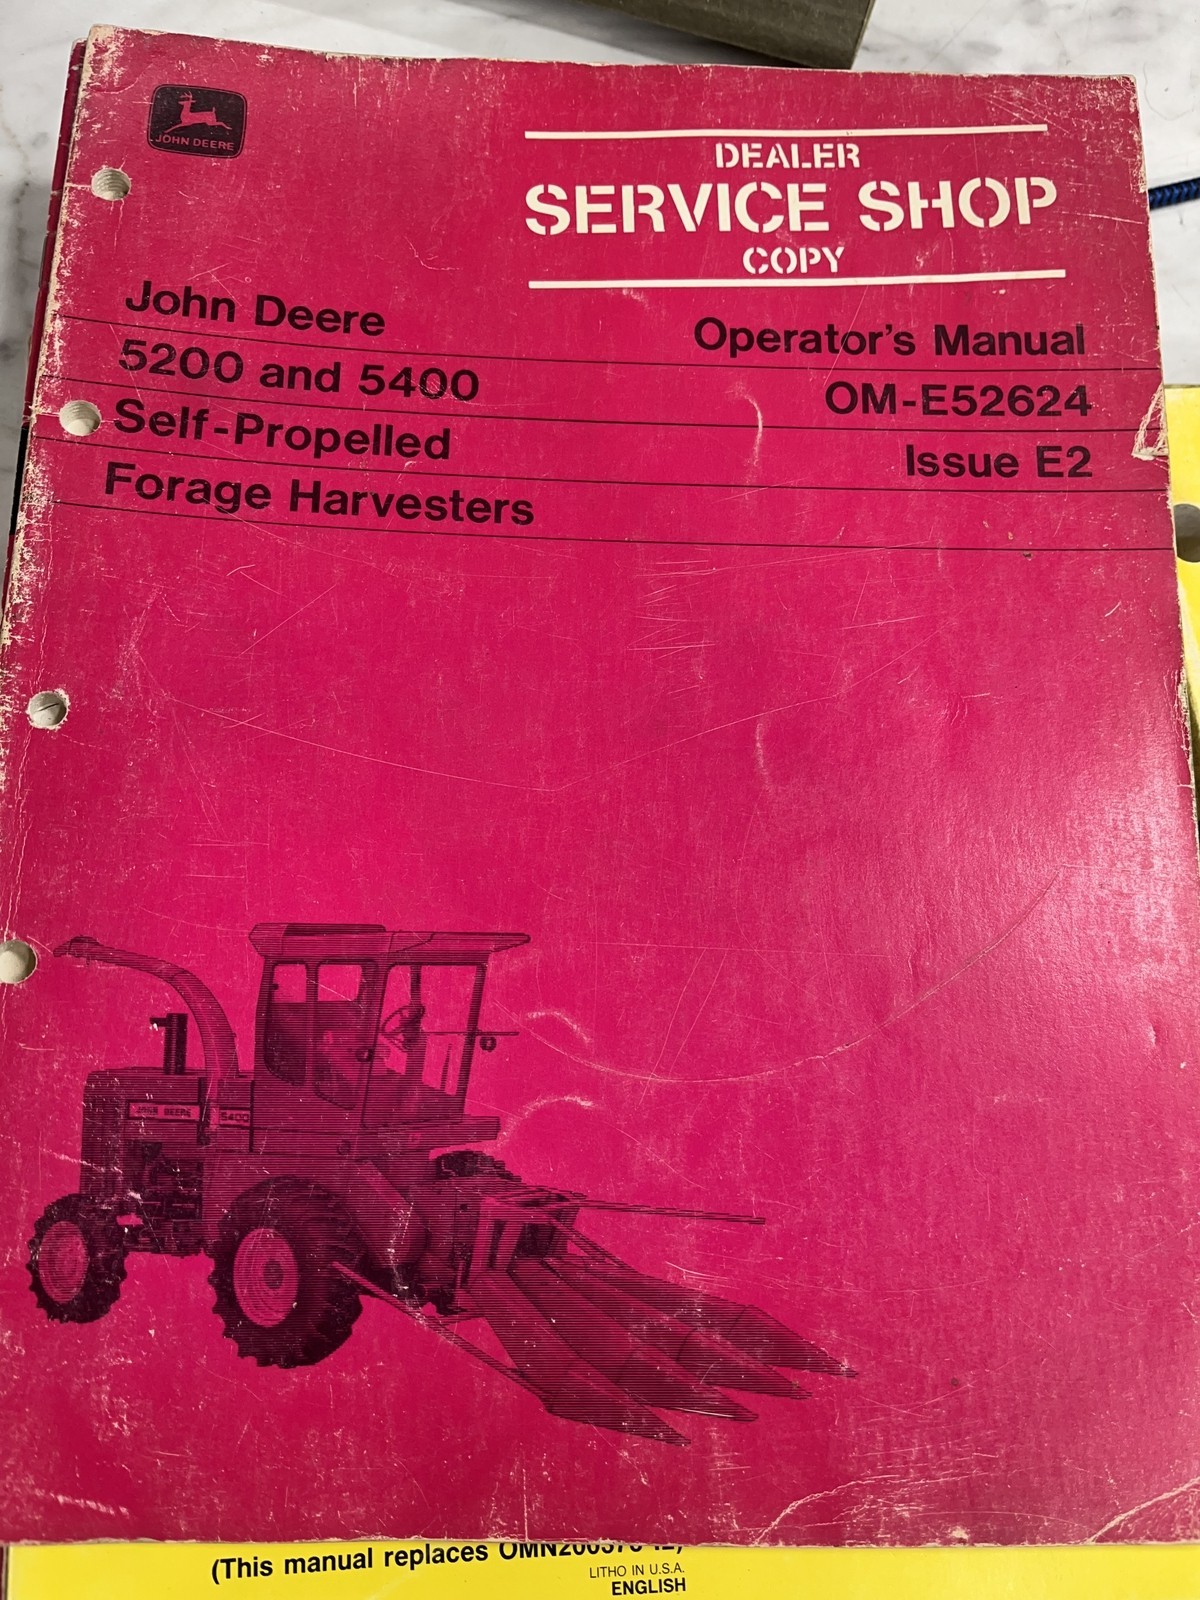 JOHN DEERE
DEALER
SERVICE SHOP
COPY
John Deere
5200 and 5400
Self-Propelled
Forage Harvesters
Operator's Manual
OM-E52624
Issue E2
JOHN DEERE 5400
(This manual replaces
LITHO IN U.S.A.
ENGLISH